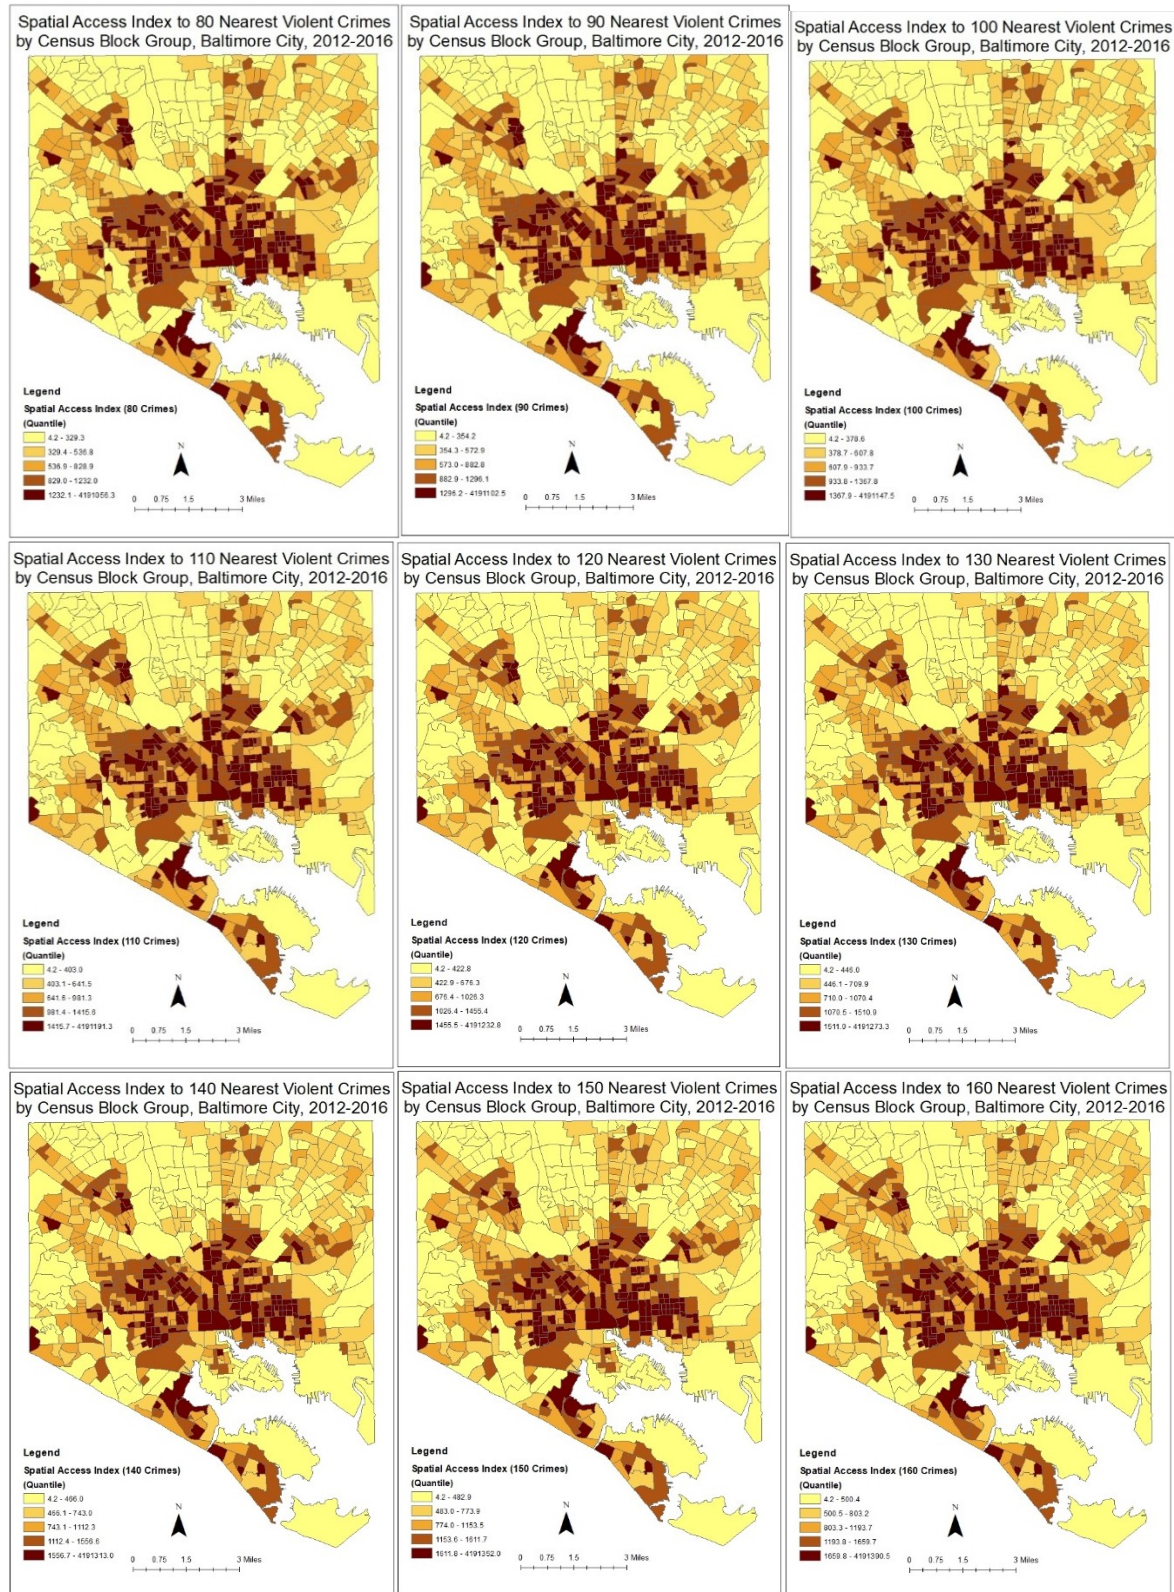 Spatial Access Index to 80 Nearest Violent Crimes
by Census Block Group, Baltimore City, 2012-2016
Legend
Spatial Access Index (80 Crimes)
(Quantile)
4.2 - 329.3
329.4 - 536.8
536.9 - 828.9
829.0 - 1232.0
1232.1 - 4191056.3
N
0 0.75 1.5 3 Miles
Spatial Access Index to 90 Nearest Violent Crimes
by Census Block Group, Baltimore City, 2012-2016
Legend
Spatial Access Index (90 Crimes)
(Quantile)
4.2 - 354.2
354.3 - 572.9
573.0 - 882.8
882.9 - 1296.1
1296.2 - 4191102.5
N
0 0.75 1.5 3 Miles
Spatial Access Index to 100 Nearest Violent Crimes
by Census Block Group, Baltimore City, 2012-2016
Legend
Spatial Access Index (100 Crimes)
(Quantile)
4.2 - 378.6
378.7 - 607.8
607.9 - 933.7
933.8 - 1367.8
1367.9 - 4191147.5
N
0 0.75 1.5 3 Miles
Spatial Access Index to 110 Nearest Violent Crimes
by Census Block Group, Baltimore City, 2012-2016
Legend
Spatial Access Index (110 Crimes)
(Quantile)
4.2 - 403.0
403.1 - 641.5
641.6 - 981.3
981.4 - 1415.6
1415.7 - 4191191.3
N
0 0.75 1.5 3 Miles
Spatial Access Index to 120 Nearest Violent Crimes
by Census Block Group, Baltimore City, 2012-2016
Legend
Spatial Access Index (120 Crimes)
(Quantile)
4.2 - 422.8
422.9 - 676.3
676.4 - 1026.3
1026.4 - 1455.4
1455.5 - 4191232.8
N
0 0.75 1.5 3 Miles
Spatial Access Index to 130 Nearest Violent Crimes
by Census Block Group, Baltimore City, 2012-2016
Legend
Spatial Access Index (130 Crimes)
(Quantile)
4.2 - 446.0
446.1 - 709.9
710.0 - 1070.4
1070.5 - 1510.9
1511.0 - 4191273.3
N
0 0.75 1.5 3 Miles
Spatial Access Index to 140 Nearest Violent Crimes
by Census Block Group, Baltimore City, 2012-2016
Legend
Spatial Access Index (140 Crimes)
(Quantile)
4.2 - 466.0
466.1 - 743.0
743.1 - 1112.3
1112.4 - 1556.6
1556.7 - 4191313.0
N
0 0.75 1.5 3 Miles
Spatial Access Index to 150 Nearest Violent Crimes
by Census Block Group, Baltimore City, 2012-2016
Legend
Spatial Access Index (150 Crimes)
(Quantile)
4.2 - 482.9
483.0 - 773.9
774.0 - 1153.5
1153.6 - 1611.7
1611.8 - 4191352.0
N
0 0.75 1.5 3 Miles
Spatial Access Index to 160 Nearest Violent Crimes
by Census Block Group, Baltimore City, 2012-2016
Legend
Spatial Access Index (160 Crimes)
(Quantile)
4.2 - 500.4
500.5 - 803.2
803.3 - 1193.7
1193.8 - 1659.7
1659.8 - 4191390.5
N
0 0.75 1.5 3 Miles